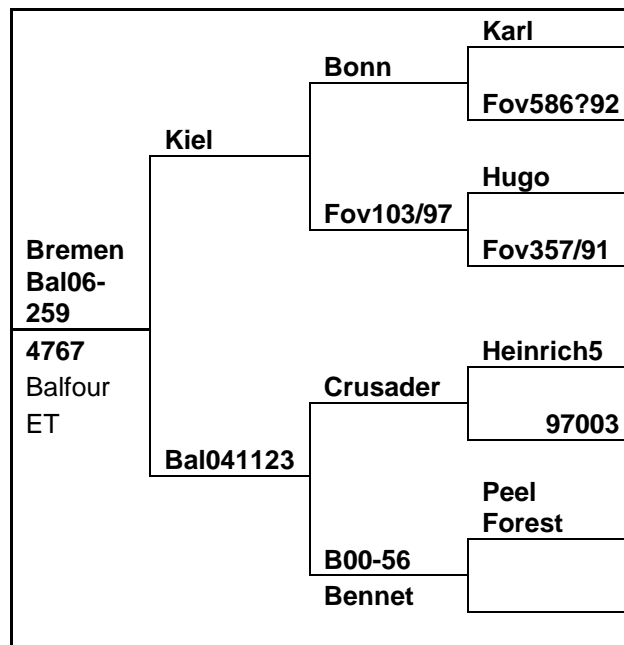 Karl
Bonn
Fov586?92
Kiel
Hugo
Fov103/97
Fov357/91
Bremen
Bal06-
259
4767
Balfour
ET
Heinrich5
Crusader
97003
Bal041123
Peel
Forest
B00-56
Bennet